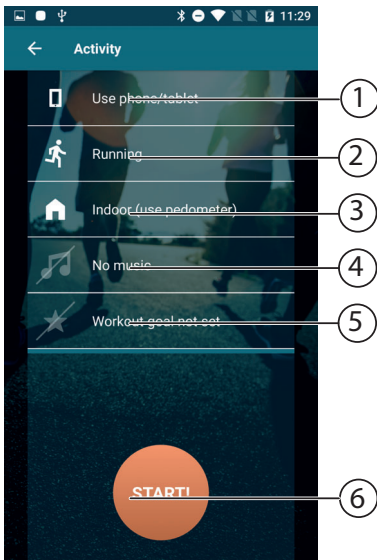 11:29
Activity
Use phone/tablet
1
Running
2
Indoor (use pedometer)
3
No music
4
Workout goal not set
5
START!
6